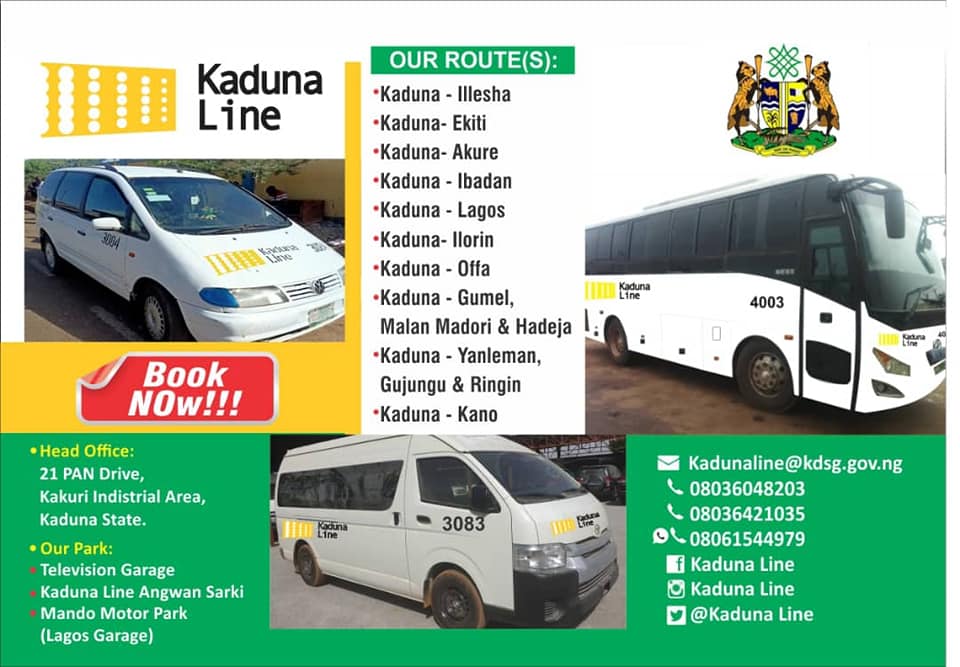 Kaduna
Line
OUR ROUTE(S):
•Kaduna - Illesha
•Kaduna- Ekiti
•Kaduna- Akure
•Kaduna - Ibadan
•Kaduna - Lagos
•Kaduna- Ilorin
•Kaduna - Offa
•Kaduna - Gumel,
Malan Madori & Hadeja
•Kaduna - Yanleman,
Gujungu & Ringin
•Kaduna - Kano
3004
Kaduna
Line
Kaduna
Line
4003
Kaduna
Line
Book
NOw!!!
• Head Office:
21 PAN Drive,
Kakuri Indistrial Area,
Kaduna State.
• Our Park:
• Television Garage
• Kaduna Line Angwan Sarki
• Mando Motor Park
(Lagos Garage)
Kaduna
Line
3083
Kaduna
Line
Kadunaline@kdsg.gov.ng
08036048203
08036421035
08061544979
Kaduna Line
Kaduna Line
@Kaduna Line